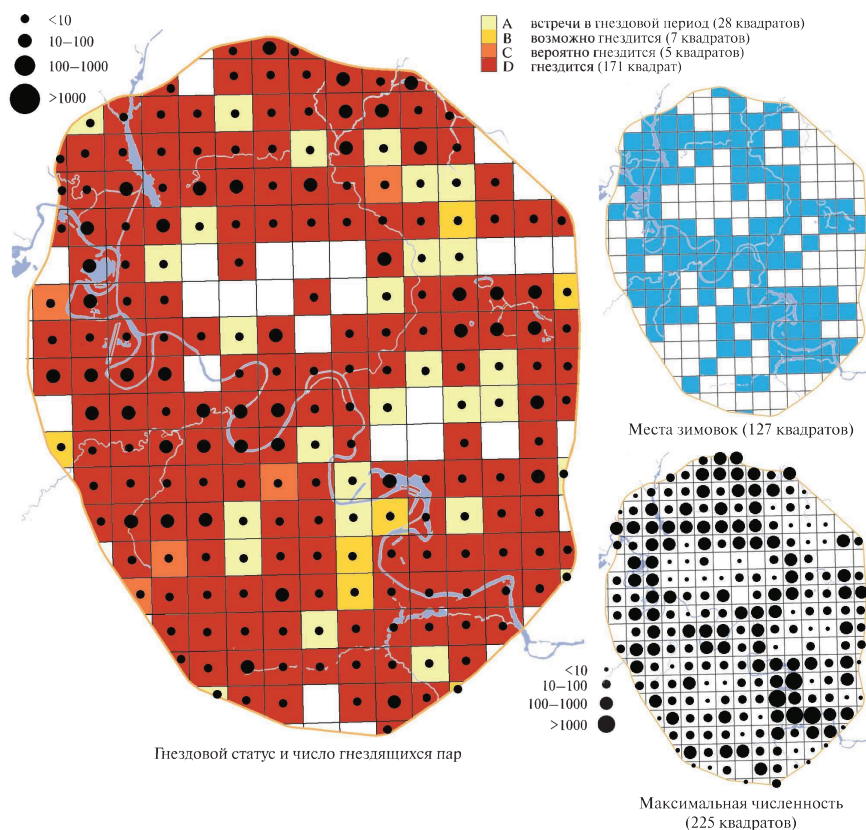 <10
10–100
100–1000
>1000
A встречи в гнездовой период (28 квадратов)
B возможно гнездится (7 квадратов)
C вероятно гнездится (5 квадратов)
D гнездится (171 квадрат)
Места зимовок (127 квадратов)
<10
10–100
100–1000
>1000
Гнездовой статус и число гнездящихся пар
Максимальная численность
(225 квадратов)